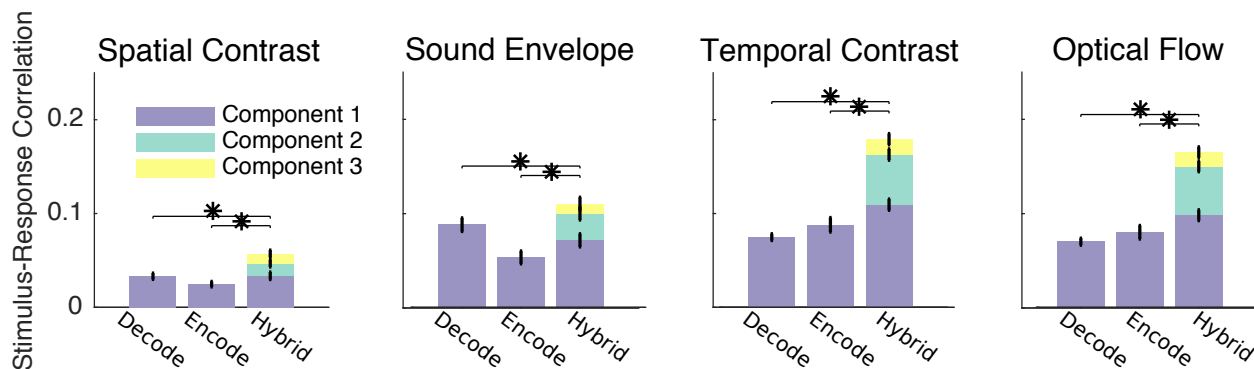 Spatial Contrast
Sound Envelope
Temporal Contrast
Optical Flow
Stimulus-Response Correlation
0.2
0.1
0
Component 1
Component 2
Component 3
Decode
Encode
Hybrid
Decode
Encode
Hybrid
Decode
Encode
Hybrid
Decode
Encode
Hybrid